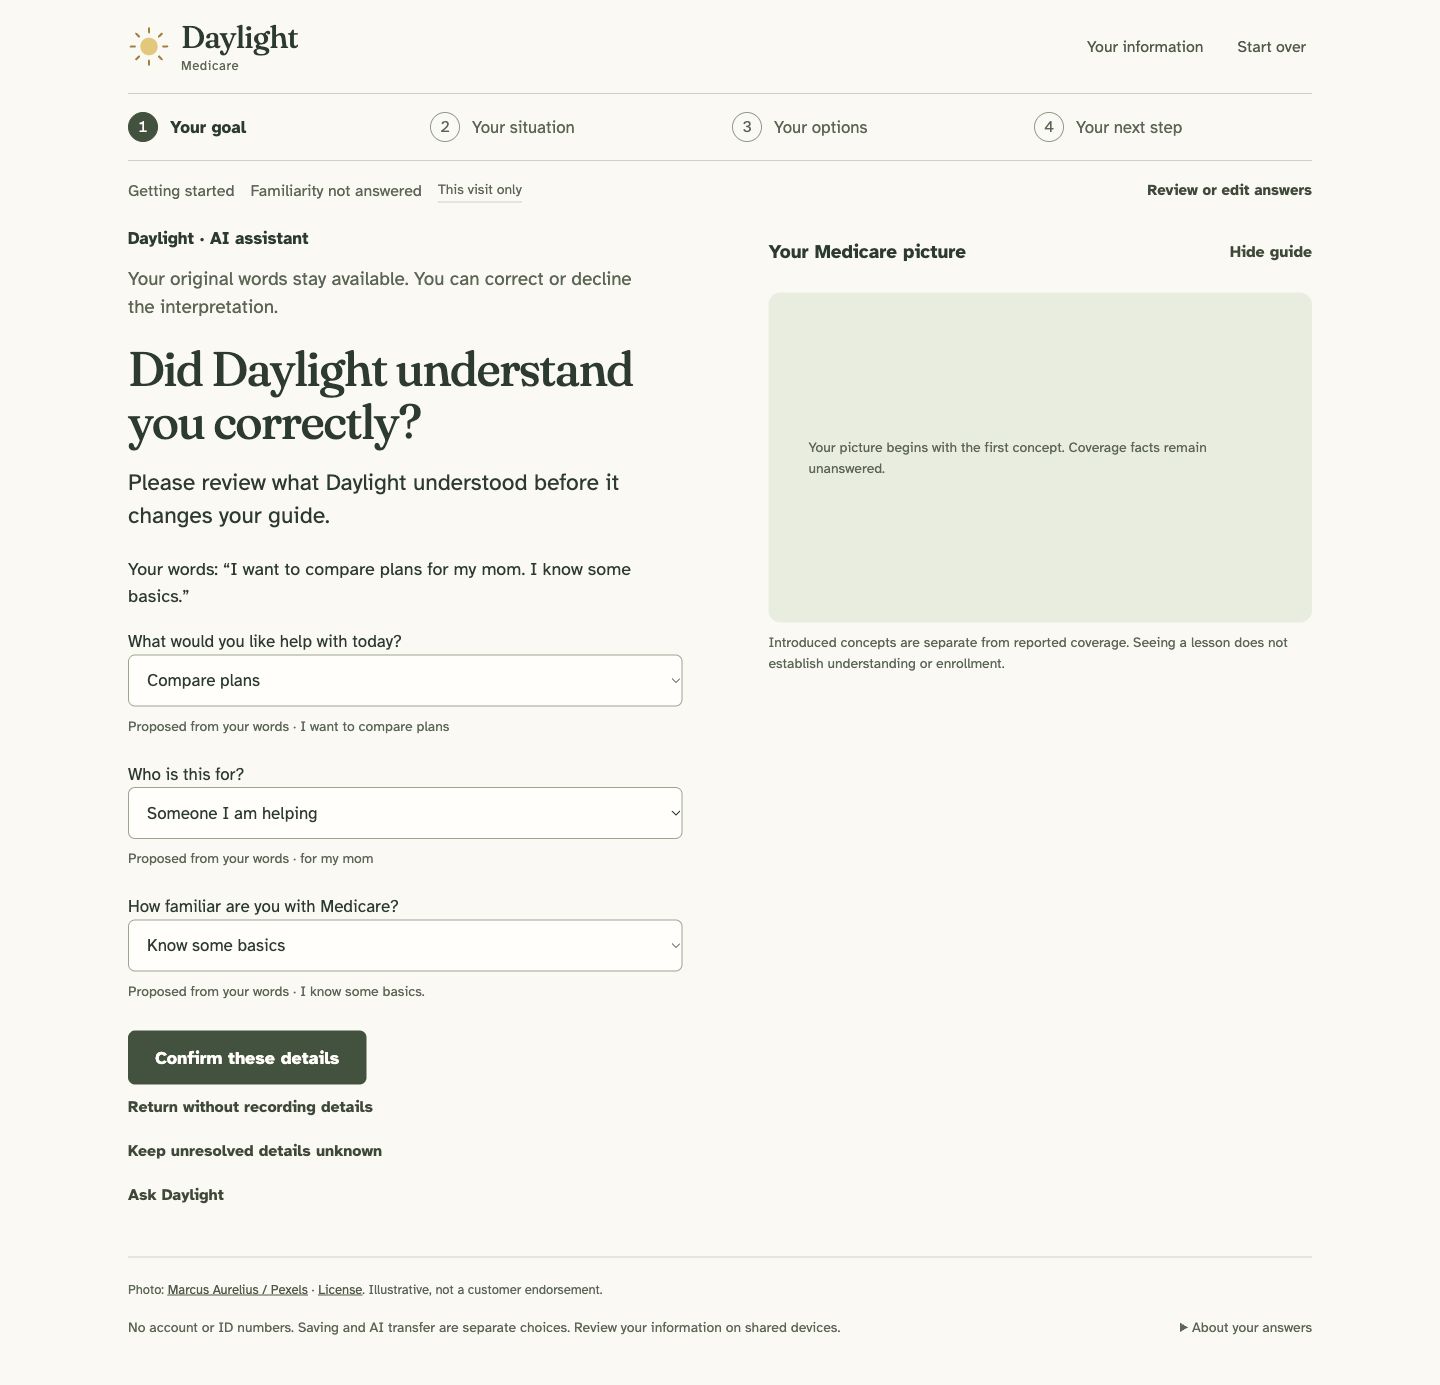 Daylight
Medicare
Your information
Start over
1 Your goal
2 Your situation
3 Your options
4 Your next step
Getting started
Familiarity not answered
This visit only
Review or edit answers
Daylight · AI assistant
Your original words stay available. You can correct or decline
the interpretation.
Did Daylight understand
you correctly?
Please review what Daylight understood before it
changes your guide.
Your words: “I want to compare plans for my mom. I know some
basics.”
What would you like help with today?
Compare plans
Proposed from your words · I want to compare plans
Who is this for?
Someone I am helping
Proposed from your words · for my mom
How familiar are you with Medicare?
Know some basics
Proposed from your words · I know some basics.
Confirm these details
Return without recording details
Keep unresolved details unknown
Ask Daylight
Your Medicare picture
Hide guide
Your picture begins with the first concept. Coverage facts remain
unanswered.
Introduced concepts are separate from reported coverage. Seeing a lesson does not
establish understanding or enrollment.
Photo: Marcus Aurelius / Pexels · License. Illustrative, not a customer endorsement.
No account or ID numbers. Saving and AI transfer are separate choices. Review your information on shared devices.
About your answers